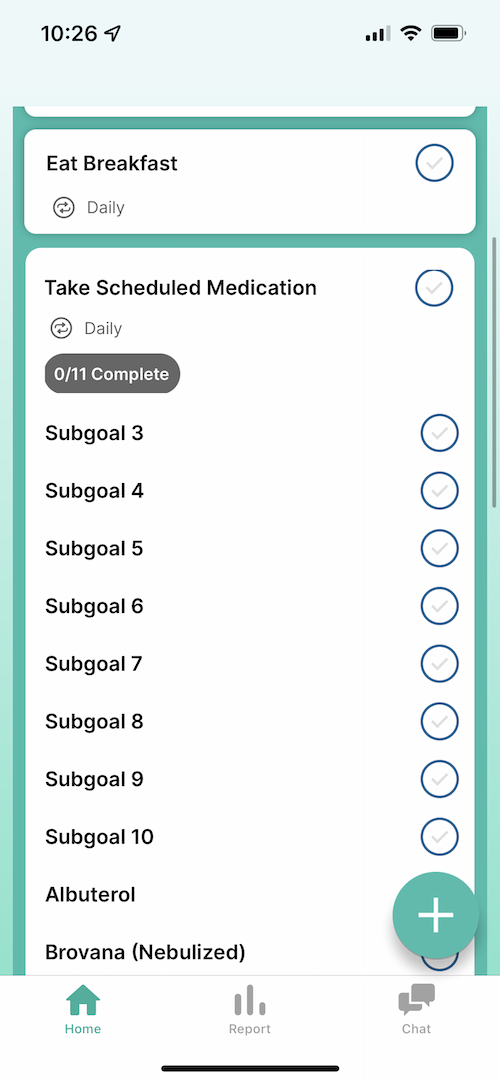 10:26
Eat Breakfast
Daily
Take Scheduled Medication
Daily
0/11 Complete
Subgoal 3
Subgoal 4
Subgoal 5
Subgoal 6
Subgoal 7
Subgoal 8
Subgoal 9
Subgoal 10
Albuterol
Brovana (Nebulized)
Home Report Chat